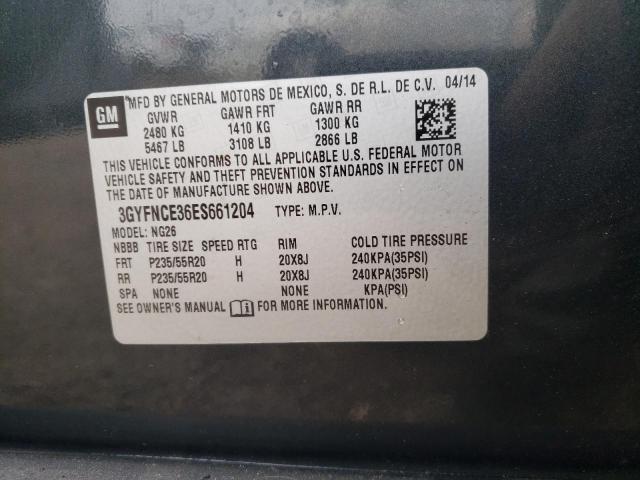 GM
MFD BY GENERAL MOTORS DE MEXICO, S. DE R.L. DE C.V. 04/14
GVWR GAWR FRT GAWR RR
2480 KG 1410 KG 1300 KG
5467 LB 3108 LB 2866 LB
THIS VEHICLE CONFORMS TO ALL APPLICABLE U.S. FEDERAL MOTOR
VEHICLE SAFETY AND THEFT PREVENTION STANDARDS IN EFFECT ON
THE DATE OF MANUFACTURE SHOWN ABOVE.
3GYFNCE36ES661204 TYPE: M.P.V.
MODEL: NG26
NBBB TIRE SIZE SPEED RTG RIM COLD TIRE PRESSURE
FRT P235/55R20 H 20X8J 240KPA(35PSI)
RR P235/55R20 H 20X8J 240KPA(35PSI)
SPA NONE NONE KPA(PSI)
SEE OWNER'S MANUAL FOR MORE INFORMATION.